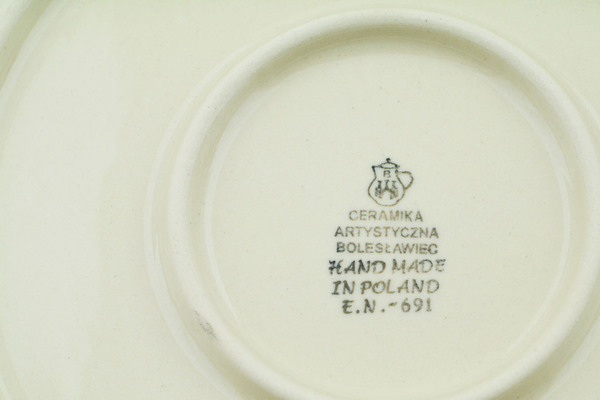 CERAMIKA
ARTYSTYCZNA
BOLESŁAWIEC
HAND MADE
IN POLAND
E.N.-691